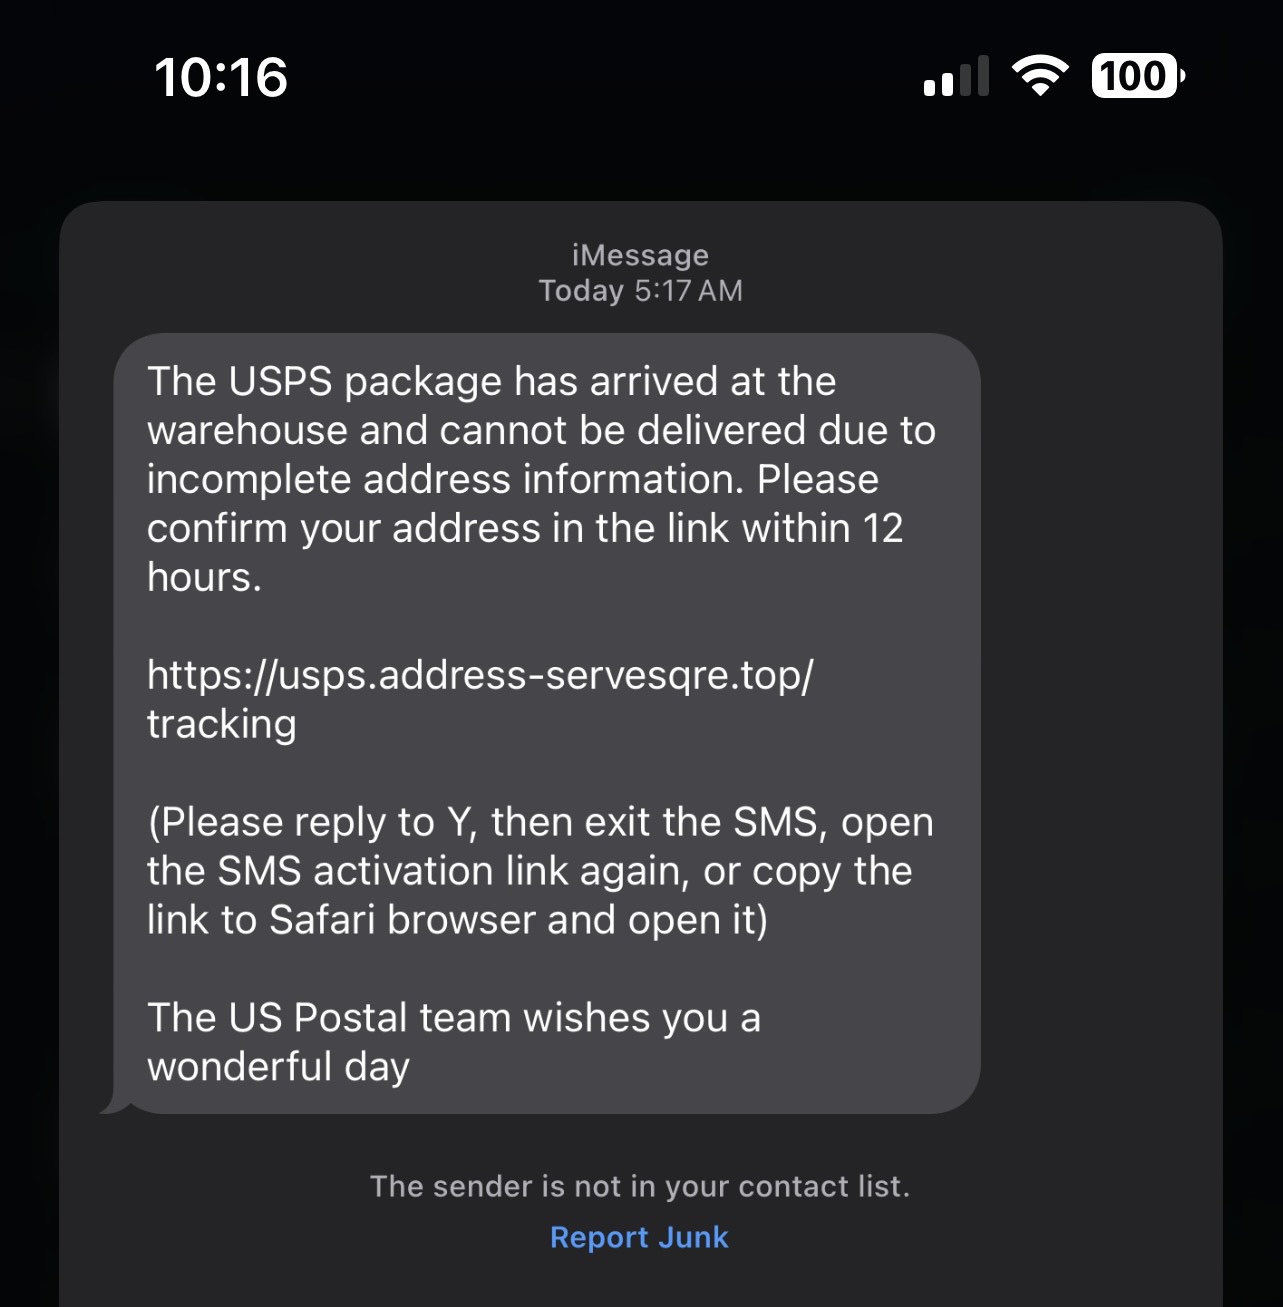 10:16
100
iMessage
Today 5:17 AM
The USPS package has arrived at the
warehouse and cannot be delivered due to
incomplete address information. Please
confirm your address in the link within 12
hours.
https://usps.address-servesqre.top/
tracking
(Please reply to Y, then exit the SMS, open
the SMS activation link again, or copy the
link to Safari browser and open it)
The US Postal team wishes you a
wonderful day
The sender is not in your contact list.
Report Junk